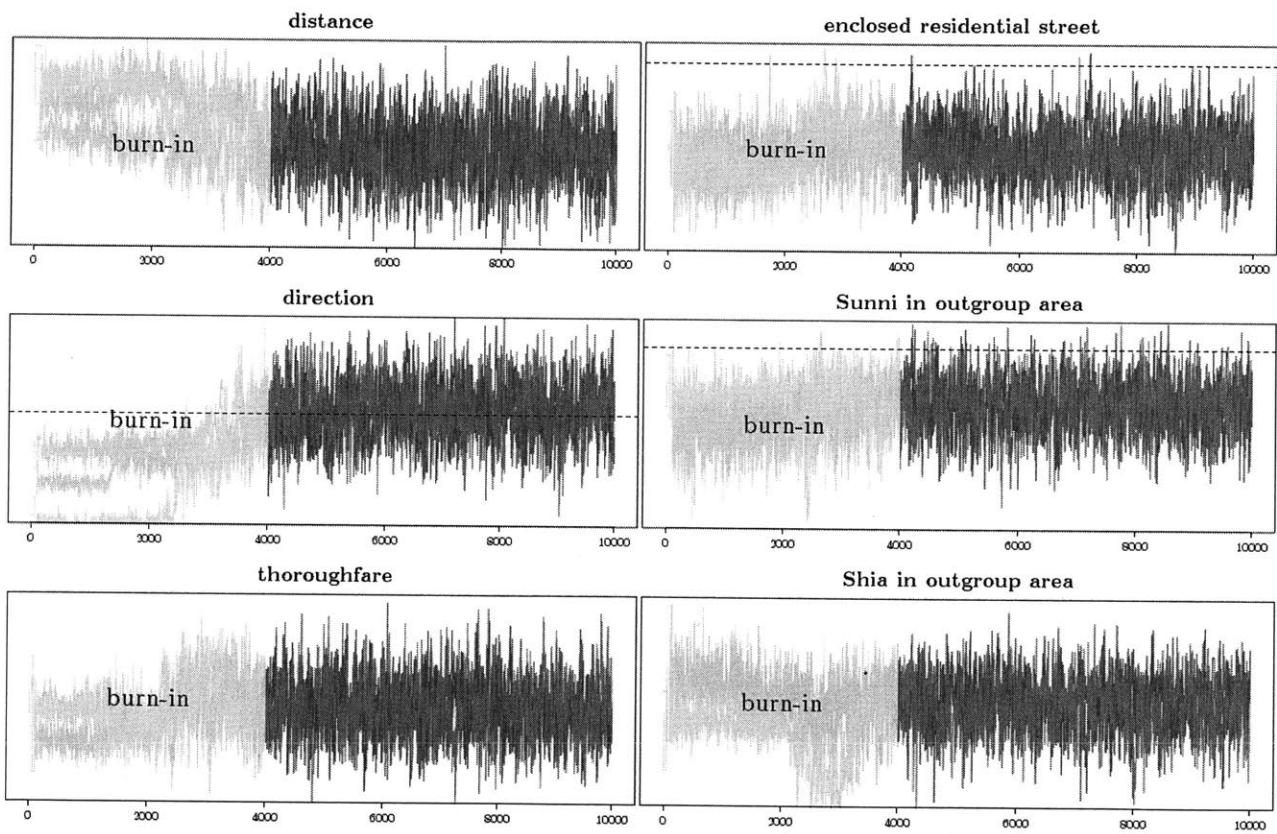 distance
burn-in
0 2000 4000 6000 8000 10000
enclosed residential street
burn-in
0 2000 4000 6000 8000 10000
direction
burn-in
0 2000 4000 6000 8000 10000
Sunni in outgroup area
burn-in
0 2000 4000 6000 8000 10000
thoroughfare
burn-in
0 2000 4000 6000 8000 10000
Shia in outgroup area
burn-in
0 2000 4000 6000 8000 10000